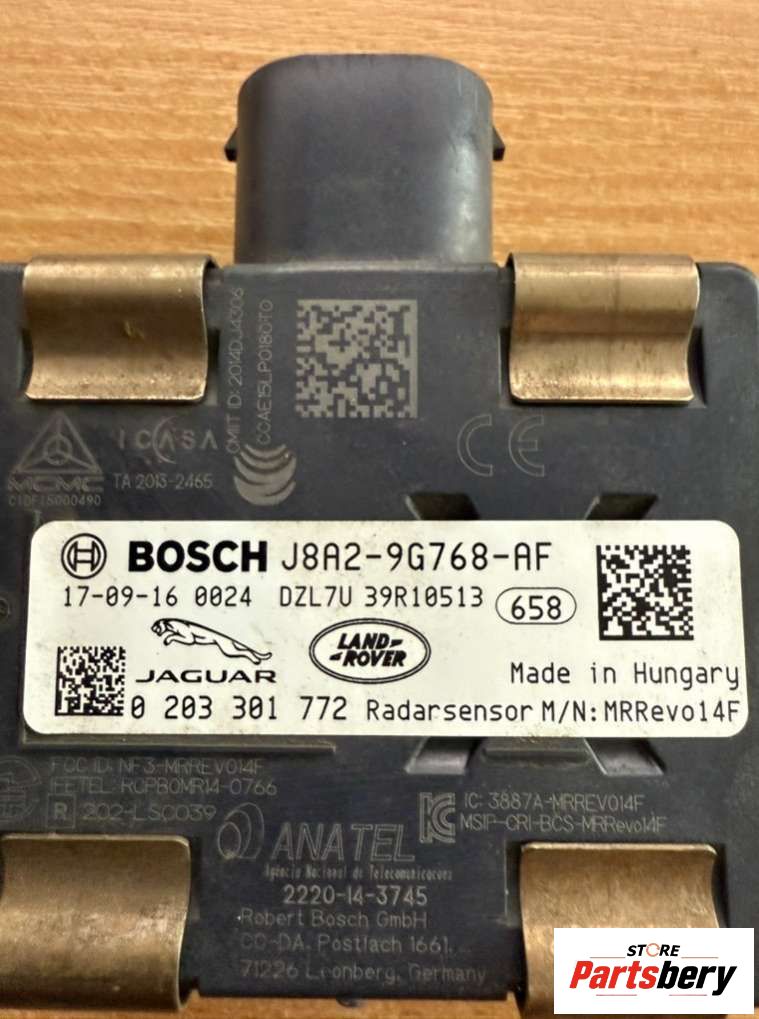 CMIIT ID: 2014DJ4306
CCAE15LP0180T0
ICASA
TA 2013-2465
MCMC
CIDF15000490
CE
BOSCH J8A2-9G768-AF
17-09-16 0024 DZL7U 39R10513 658
JAGUAR
LAND-
-ROVER
Made in Hungary
0 203 301 772 Radarsensor M/N:MRRevo14F
FCC ID: NF3-MRREVO14F
IFETEL: RCPBOMR14-0766
R 202-LSC039
IC: 3887A-MRREVO14F
MSIP-CRI-BCS-MRRevo14F
ANATEL
Agência Nacional de Telecomunicações
2220-14-3745
Robert Bosch GmbH
CC-DA, Postfach 1661,
71226 Leonberg, Germany
STORE
Partsbery